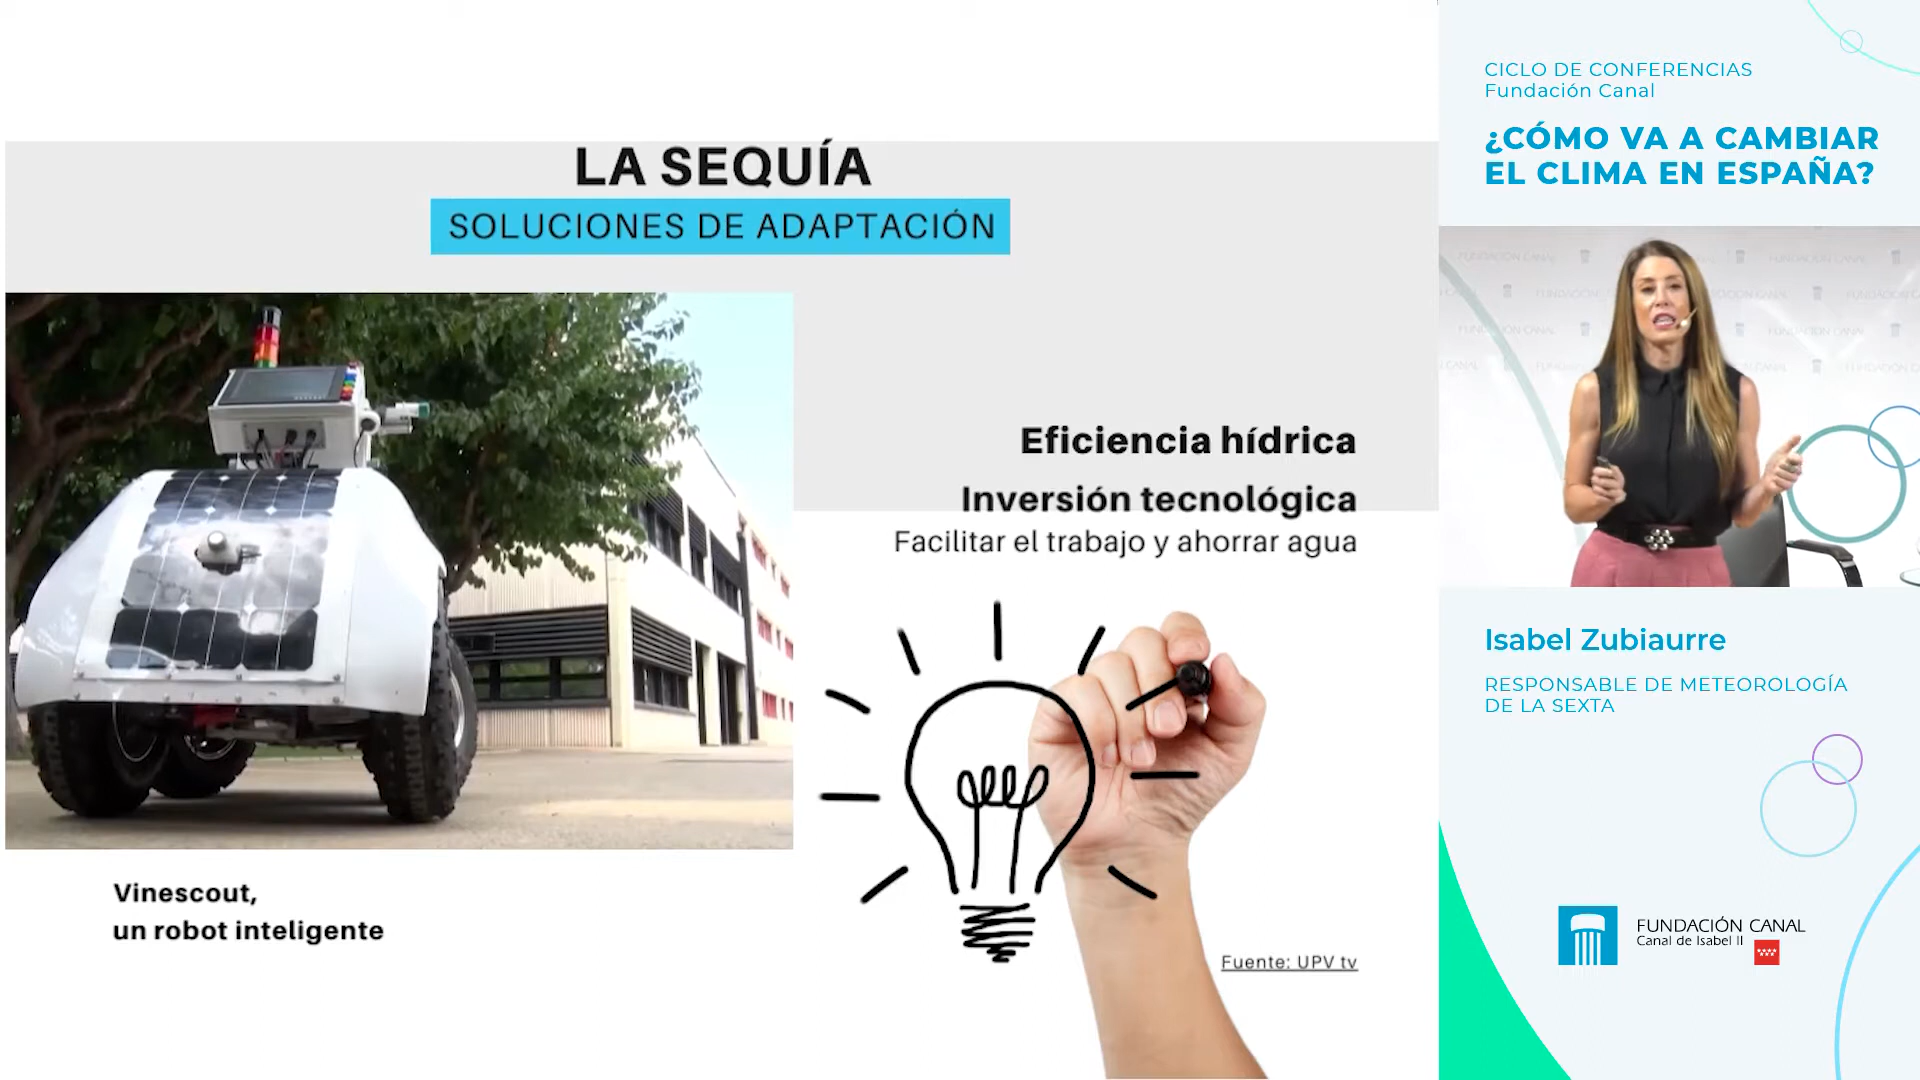 LA SEQUÍA
SOLUCIONES DE ADAPTACIÓN
Eficiencia hídrica
Inversión tecnológica
Facilitar el trabajo y ahorrar agua
Vinescout,
un robot inteligente
Fuente: UPV tv
CICLO DE CONFERENCIAS
Fundación Canal
¿CÓMO VA A CAMBIAR
EL CLIMA EN ESPAÑA?
FUNDACIÓN CANAL
Isabel Zubiaurre
RESPONSABLE DE METEOROLOGÍA
DE LA SEXTA
FUNDACIÓN CANAL
Canal de Isabel II